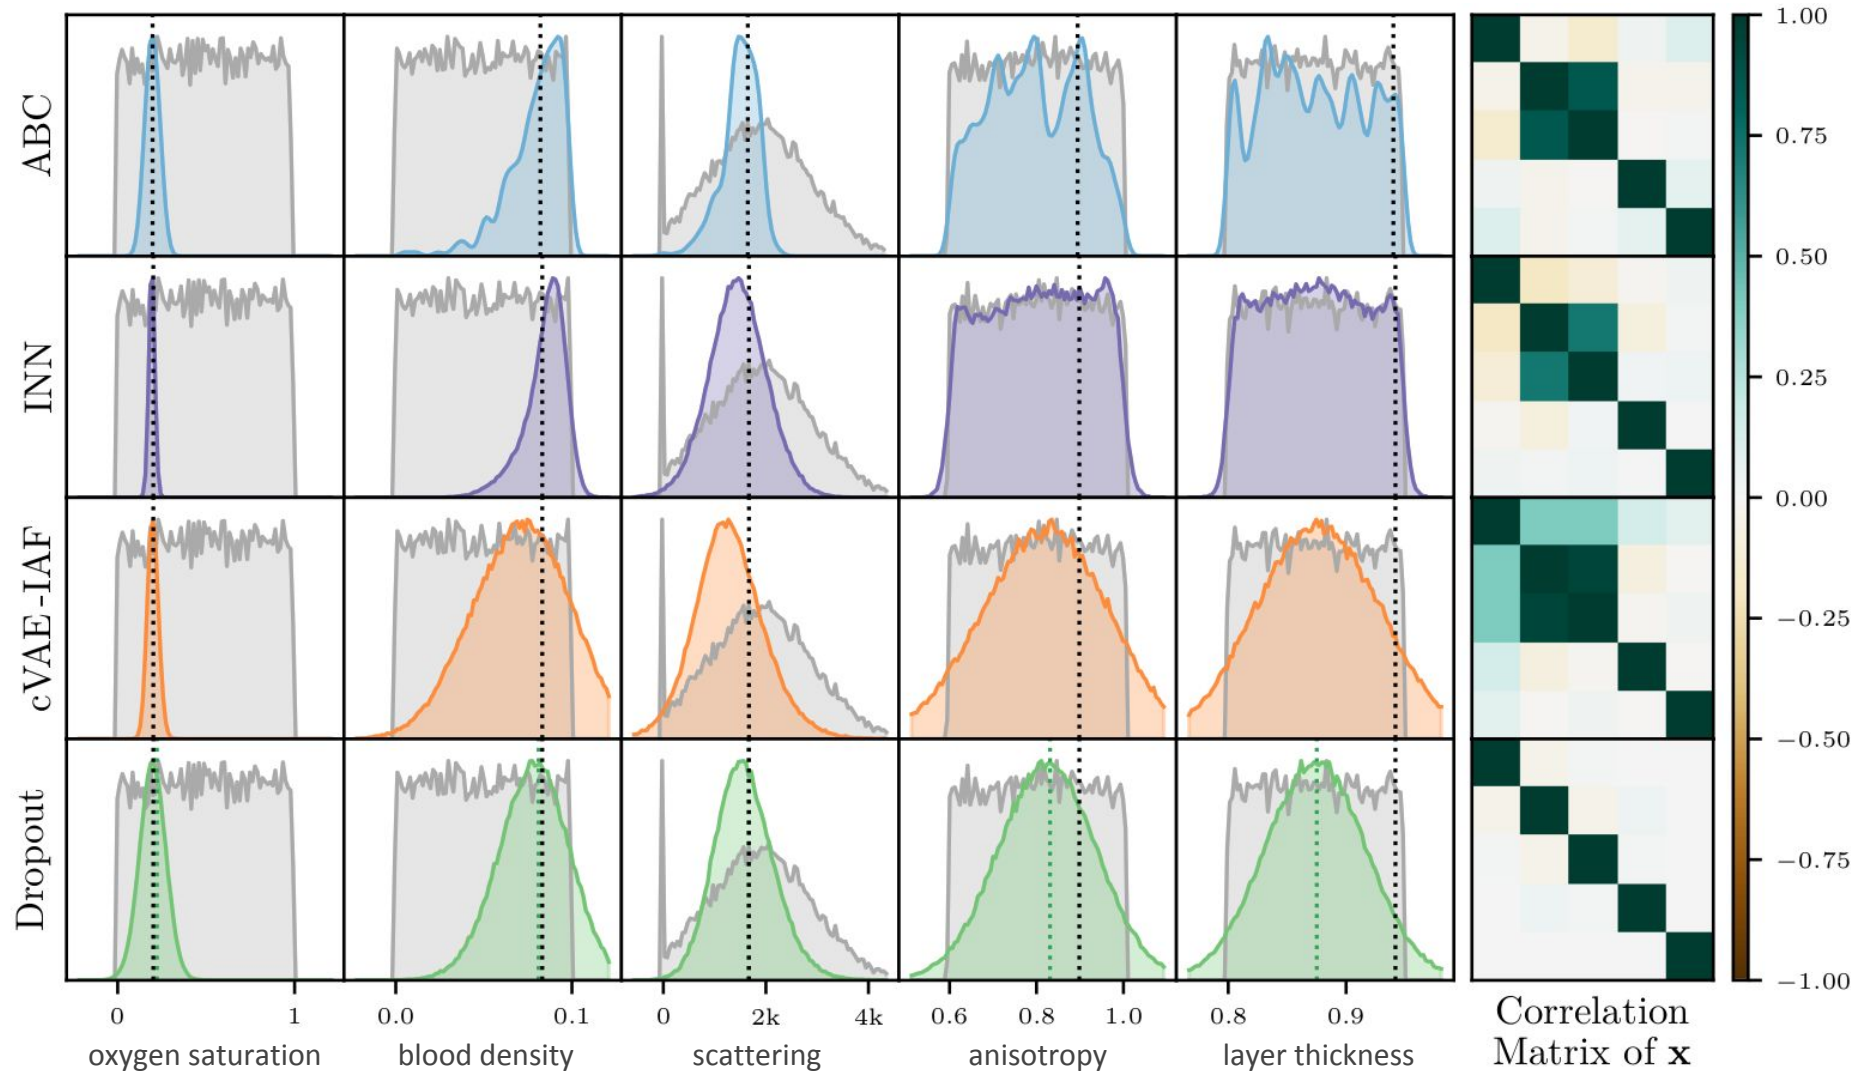 ABC
INN
cVAE-IAF
Dropout
0 1
0.0 0.1
0 2k 4k
0.6 0.8 1.0
0.8 0.9
oxygen saturation
blood density
scattering
anisotropy
layer thickness
Correlation
Matrix of x
1.00
0.75
0.50
0.25
0.00
−0.25
−0.50
−0.75
−1.00